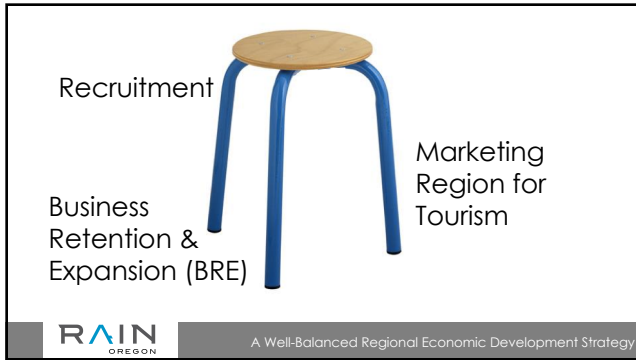 Recruitment
Marketing
Region for
Tourism
Business
Retention &
Expansion (BRE)
RAIN
OREGON
A Well-Balanced Regional Economic Development Strategy